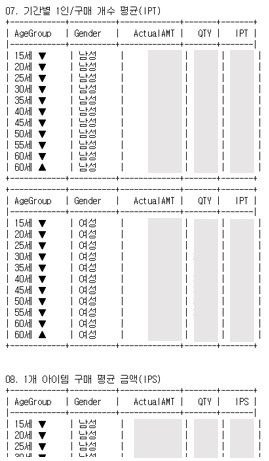 07. 기간별 1인/구매 개수 평균(IPT)
| AgeGroup | Gender | ActualAMT | QTY | IPT |
| 15세 ▼ | 남성
| 20세 ▼ | 남성
| 25세 ▼ | 남성
| 30세 ▼ | 남성
| 35세 ▼ | 남성
| 40세 ▼ | 남성
| 45세 ▼ | 남성
| 50세 ▼ | 남성
| 55세 ▼ | 남성
| 60세 ▼ | 남성
| 60세 ▲ | 남성
| AgeGroup | Gender | ActualAMT | QTY | IPT |
| 15세 ▼ | 여성
| 20세 ▼ | 여성
| 25세 ▼ | 여성
| 30세 ▼ | 여성
| 35세 ▼ | 여성
| 40세 ▼ | 여성
| 45세 ▼ | 여성
| 50세 ▼ | 여성
| 55세 ▼ | 여성
| 60세 ▼ | 여성
| 60세 ▲ | 여성
08. 1개 아이템 구매 평균 금액(IPS)
| AgeGroup | Gender | ActualAMT | QTY | IPS |
| 15세 ▼ | 남성
| 20세 ▼ | 남성
| 25세 ▼ | 남성
| 30세 ▼ | 남성